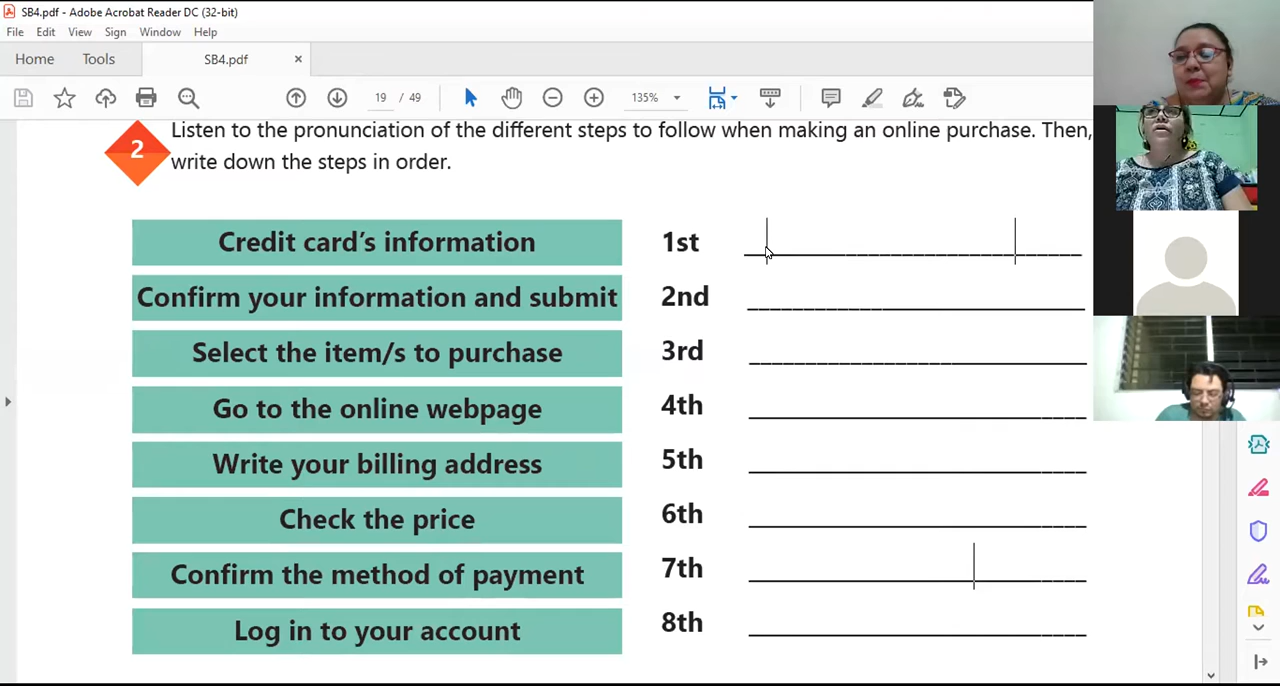 SB4.pdf - Adobe Acrobat Reader DC (32-bit)
File Edit View Sign Window Help
Home Tools SB4.pdf ×
19 / 49 135%
2
Listen to the pronunciation of the different steps to follow when making an online purchase. Then,
write down the steps in order.
Credit card's information 1st
Confirm your information and submit 2nd
Select the item/s to purchase 3rd
Go to the online webpage 4th
Write your billing address 5th
Check the price 6th
Confirm the method of payment 7th
Log in to your account 8th